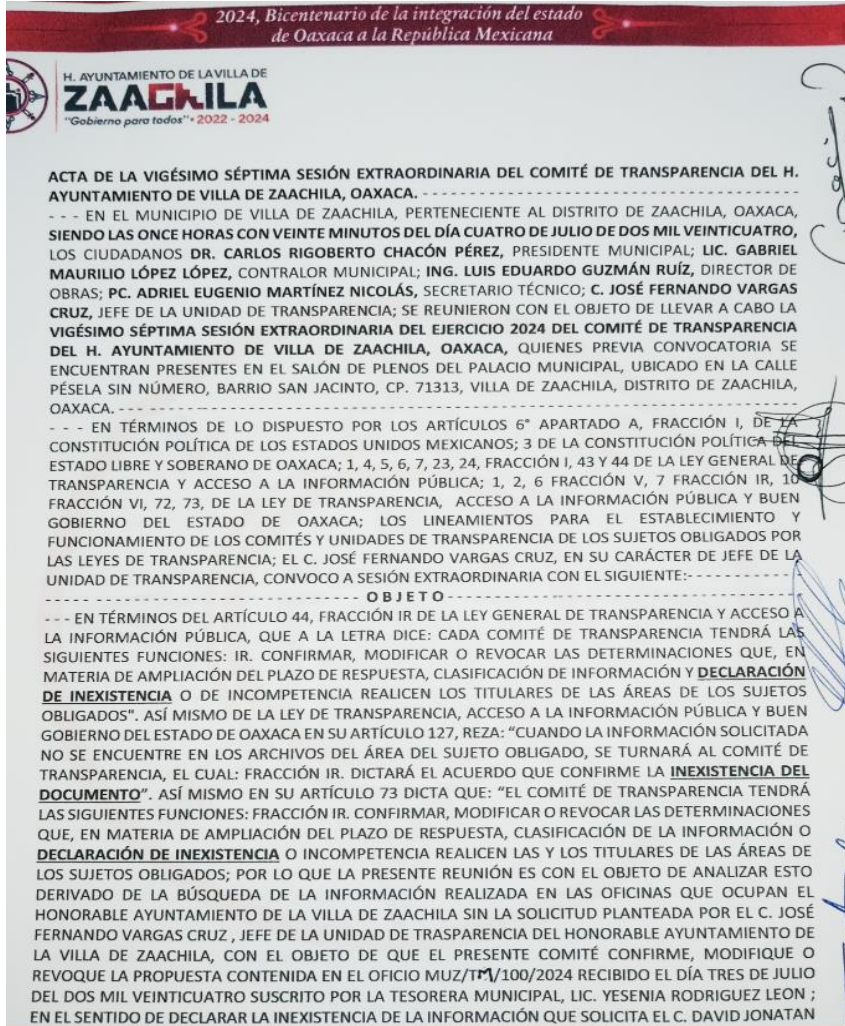 2024, Bicentenario de la integración del estado
de Oaxaca a la República Mexicana
H. AYUNTAMIENTO DE LA VILLA DE
ZAACHILA
"Gobierno para todos" • 2022 - 2024
ACTA DE LA VIGÉSIMO SÉPTIMA SESIÓN EXTRAORDINARIA DEL COMITÉ DE TRANSPARENCIA DEL H.
AYUNTAMIENTO DE VILLA DE ZAACHILA, OAXACA. - - - - - - - - - - - - - - - - - - - - - - - - - - - - - - - - - - - - - - - -
- - - EN EL MUNICIPIO DE VILLA DE ZAACHILA, PERTENECIENTE AL DISTRITO DE ZAACHILA, OAXACA,
SIENDO LAS ONCE HORAS CON VEINTE MINUTOS DEL DÍA CUATRO DE JULIO DE DOS MIL VEINTICUATRO,
LOS CIUDADANOS DR. CARLOS RIGOBERTO CHACÓN PÉREZ, PRESIDENTE MUNICIPAL; LIC. GABRIEL
MAURILIO LÓPEZ LÓPEZ, CONTRALOR MUNICIPAL; ING. LUIS EDUARDO GUZMÁN RUÍZ, DIRECTOR DE
OBRAS; PC. ADRIEL EUGENIO MARTÍNEZ NICOLÁS, SECRETARIO TÉCNICO; C. JOSÉ FERNANDO VARGAS
CRUZ, JEFE DE LA UNIDAD DE TRANSPARENCIA; SE REUNIERON CON EL OBJETO DE LLEVAR A CABO LA
VIGÉSIMO SÉPTIMA SESIÓN EXTRAORDINARIA DEL EJERCICIO 2024 DEL COMITÉ DE TRANSPARENCIA
DEL H. AYUNTAMIENTO DE VILLA DE ZAACHILA, OAXACA, QUIENES PREVIA CONVOCATORIA SE
ENCUENTRAN PRESENTES EN EL SALÓN DE PLENOS DEL PALACIO MUNICIPAL, UBICADO EN LA CALLE
PÉSELA SIN NÚMERO, BARRIO SAN JACINTO, CP. 71313, VILLA DE ZAACHILA, DISTRITO DE ZAACHILA,
OAXACA. - - - - - - - - - - - - - - - - - - - - - - - - - - - - - - - - - - - - - - - - - - - - - - - - - - - - - - - - - - - - - - -
- - - EN TÉRMINOS DE LO DISPUESTO POR LOS ARTÍCULOS 6° APARTADO A, FRACCIÓN I, DE LA
CONSTITUCIÓN POLÍTICA DE LOS ESTADOS UNIDOS MEXICANOS; 3 DE LA CONSTITUCIÓN POLÍTICA DEL
ESTADO LIBRE Y SOBERANO DE OAXACA; 1, 4, 5, 6, 7, 23, 24, FRACCIÓN I, 43 Y 44 DE LA LEY GENERAL DE
TRANSPARENCIA Y ACCESO A LA INFORMACIÓN PÚBLICA; 1, 2, 6 FRACCIÓN V, 7 FRACCIÓN IR, 10
FRACCIÓN VI, 72, 73, DE LA LEY DE TRANSPARENCIA, ACCESO A LA INFORMACIÓN PÚBLICA Y BUEN
GOBIERNO DEL ESTADO DE OAXACA; LOS LINEAMIENTOS PARA EL ESTABLECIMIENTO Y
FUNCIONAMIENTO DE LOS COMITÉS Y UNIDADES DE TRANSPARENCIA DE LOS SUJETOS OBLIGADOS POR
LAS LEYES DE TRANSPARENCIA; EL C. JOSÉ FERNANDO VARGAS CRUZ, EN SU CARÁCTER DE JEFE DE LA
UNIDAD DE TRANSPARENCIA, CONVOCO A SESIÓN EXTRAORDINARIA CON EL SIGUIENTE:- - - - - - - - - - - -
- - - - - - - - - - - - - - - - - - - - - - - - - - - - - - - - OBJETO- - - - - - - - - - - - - - - - - - - - - - - - - - - - - - - - - - -
- - - EN TÉRMINOS DEL ARTÍCULO 44, FRACCIÓN IR DE LA LEY GENERAL DE TRANSPARENCIA Y ACCESO A
LA INFORMACIÓN PÚBLICA, QUE A LA LETRA DICE: CADA COMITÉ DE TRANSPARENCIA TENDRÁ LAS
SIGUIENTES FUNCIONES: IR. CONFIRMAR, MODIFICAR O REVOCAR LAS DETERMINACIONES QUE, EN
MATERIA DE AMPLIACIÓN DEL PLAZO DE RESPUESTA, CLASIFICACIÓN DE INFORMACIÓN Y DECLARACIÓN
DE INEXISTENCIA O DE INCOMPETENCIA REALICEN LOS TITULARES DE LAS ÁREAS DE LOS SUJETOS
OBLIGADOS". ASÍ MISMO DE LA LEY DE TRANSPARENCIA, ACCESO A LA INFORMACIÓN PÚBLICA Y BUEN
GOBIERNO DEL ESTADO DE OAXACA EN SU ARTÍCULO 127, REZA: "CUANDO LA INFORMACIÓN SOLICITADA
NO SE ENCUENTRE EN LOS ARCHIVOS DEL ÁREA DEL SUJETO OBLIGADO, SE TURNARÁ AL COMITÉ DE
TRANSPARENCIA, EL CUAL: FRACCIÓN IR. DICTARÁ EL ACUERDO QUE CONFIRME LA INEXISTENCIA DEL
DOCUMENTO". ASÍ MISMO EN SU ARTÍCULO 73 DICTA QUE: "EL COMITÉ DE TRANSPARENCIA TENDRÁ
LAS SIGUIENTES FUNCIONES: FRACCIÓN IR. CONFIRMAR, MODIFICAR O REVOCAR LAS DETERMINACIONES
QUE, EN MATERIA DE AMPLIACIÓN DEL PLAZO DE RESPUESTA, CLASIFICACIÓN DE LA INFORMACIÓN O
DECLARACIÓN DE INEXISTENCIA O INCOMPETENCIA REALICEN LAS Y LOS TITULARES DE LAS ÁREAS DE
LOS SUJETOS OBLIGADOS; POR LO QUE LA PRESENTE REUNIÓN ES CON EL OBJETO DE ANALIZAR ESTO
DERIVADO DE LA BÚSQUEDA DE LA INFORMACIÓN REALIZADA EN LAS OFICINAS QUE OCUPAN EL
HONORABLE AYUNTAMIENTO DE LA VILLA DE ZAACHILA SIN LA SOLICITUD PLANTEADA POR EL C. JOSÉ
FERNANDO VARGAS CRUZ , JEFE DE LA UNIDAD DE TRASPARENCIA DEL HONORABLE AYUNTAMIENTO DE
LA VILLA DE ZAACHILA, CON EL OBJETO DE QUE EL PRESENTE COMITÉ CONFIRME, MODIFIQUE O
REVOQUE LA PROPUESTA CONTENIDA EN EL OFICIO MUZ/TM/100/2024 RECIBIDO EL DÍA TRES DE JULIO
DEL DOS MIL VEINTICUATRO SUSCRITO POR LA TESORERA MUNICIPAL, LIC. YESENIA RODRIGUEZ LEON ;
EN EL SENTIDO DE DECLARAR LA INEXISTENCIA DE LA INFORMACIÓN QUE SOLICITA EL C. DAVID JONATAN